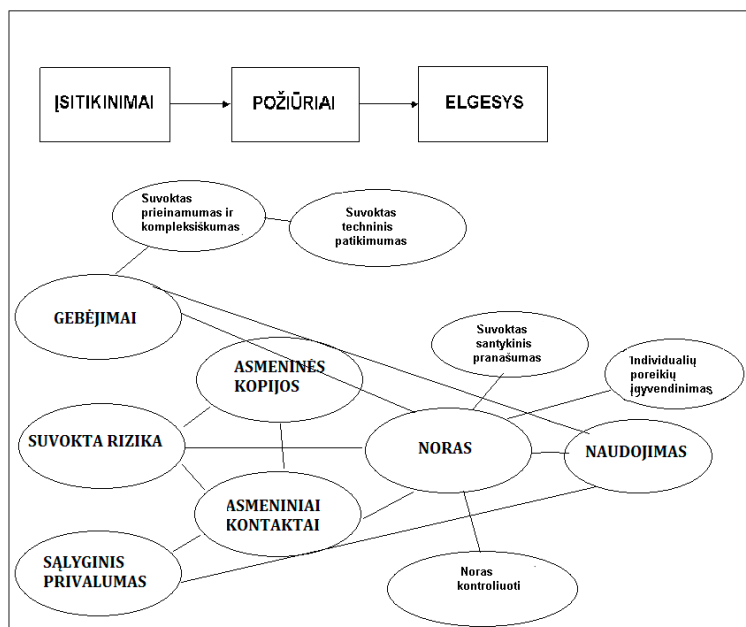 ĮSITIKINIMAI
POŽIŪRIAI
ELGESYS
Suvoktas
prieinamumas ir
kompleksiškumas
Suvoktas
techninis
patikimumas
GEBĖJIMAI
Suvoktas
santykinis
pranašumas
ASMENINĖS
KOPIJOS
Individualių
poreikių
įgyvendinimas
SUVOKTA RIZIKA
NORAS
NAUDOJIMAS
ASMENINIAI
KONTAKTAI
SĄLYGINIS
PRIVALUMAS
Noras
kontroliuoti